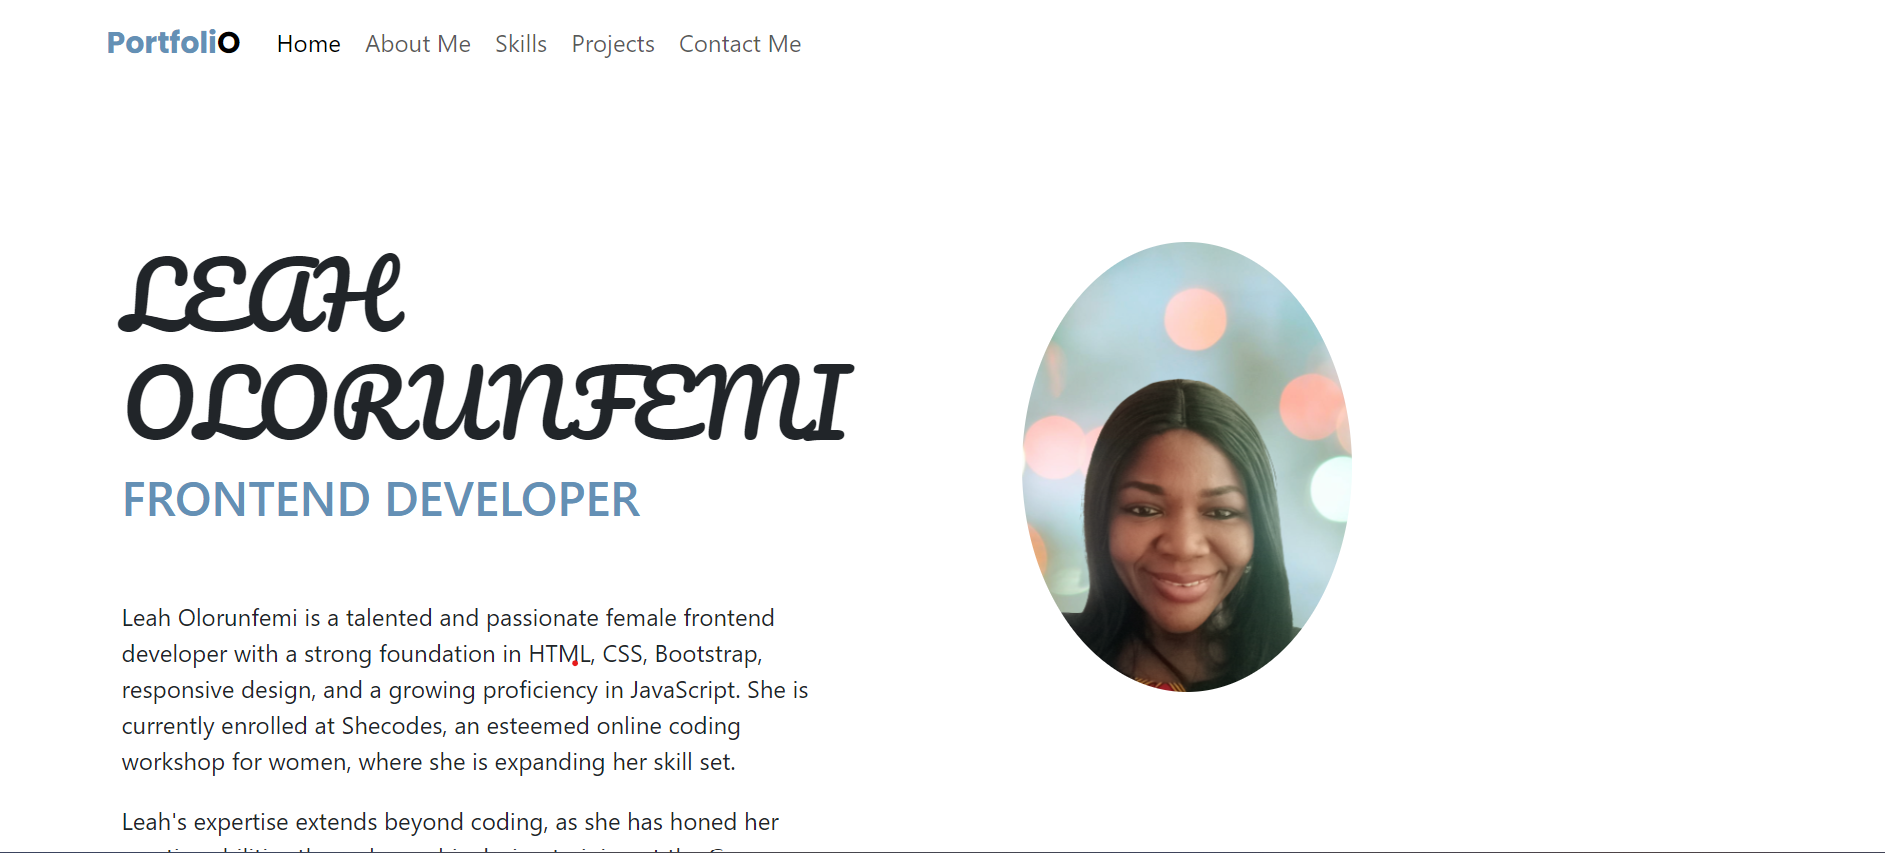 PortfoliO Home About Me Skills Projects Contact Me
LEAH
OLORUNFEMI
FRONTEND DEVELOPER
Leah Olorunfemi is a talented and passionate female frontend
developer with a strong foundation in HTML, CSS, Bootstrap,
responsive design, and a growing proficiency in JavaScript. She is
currently enrolled at Shecodes, an esteemed online coding
workshop for women, where she is expanding her skill set.
Leah's expertise extends beyond coding, as she has honed her